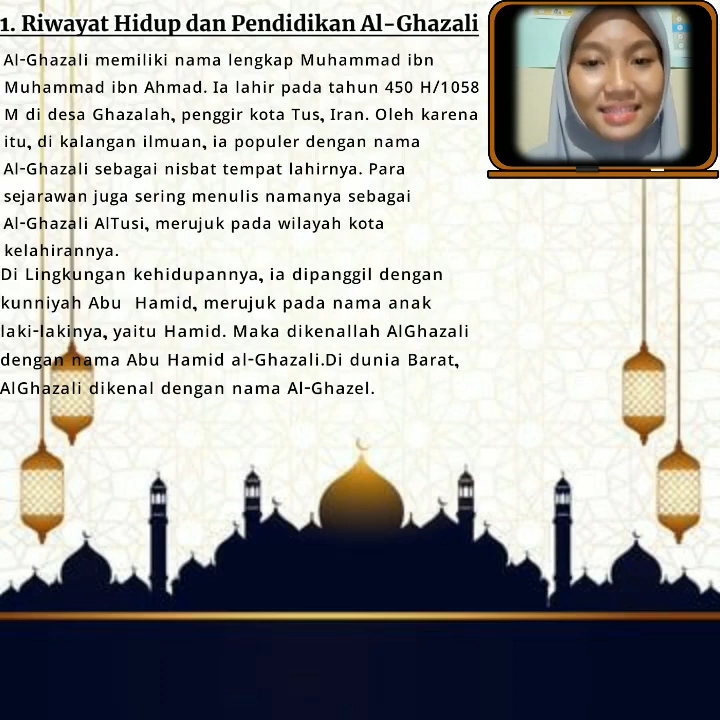 1. Riwayat Hidup dan Pendidikan Al-Ghazali
Al-Ghazali memiliki nama lengkap Muhammad ibn
Muhammad ibn Ahmad. Ia lahir pada tahun 450 H/1058
M di desa Ghazalah, penggir kota Tus, Iran. Oleh karena
itu, di kalangan ilmuan, ia populer dengan nama
Al-Ghazali sebagai nisbat tempat lahirnya. Para
sejarawan juga sering menulis namanya sebagai
Al-Ghazali AlTusi, merujuk pada wilayah kota
kelahirannya.
Di Lingkungan kehidupannya, ia dipanggil dengan
kunniyah Abu  Hamid, merujuk pada nama anak
laki-lakinya, yaitu Hamid. Maka dikenallah AlGhazali
dengan nama Abu Hamid al-Ghazali.Di dunia Barat,
AlGhazali dikenal dengan nama Al-Ghazel.